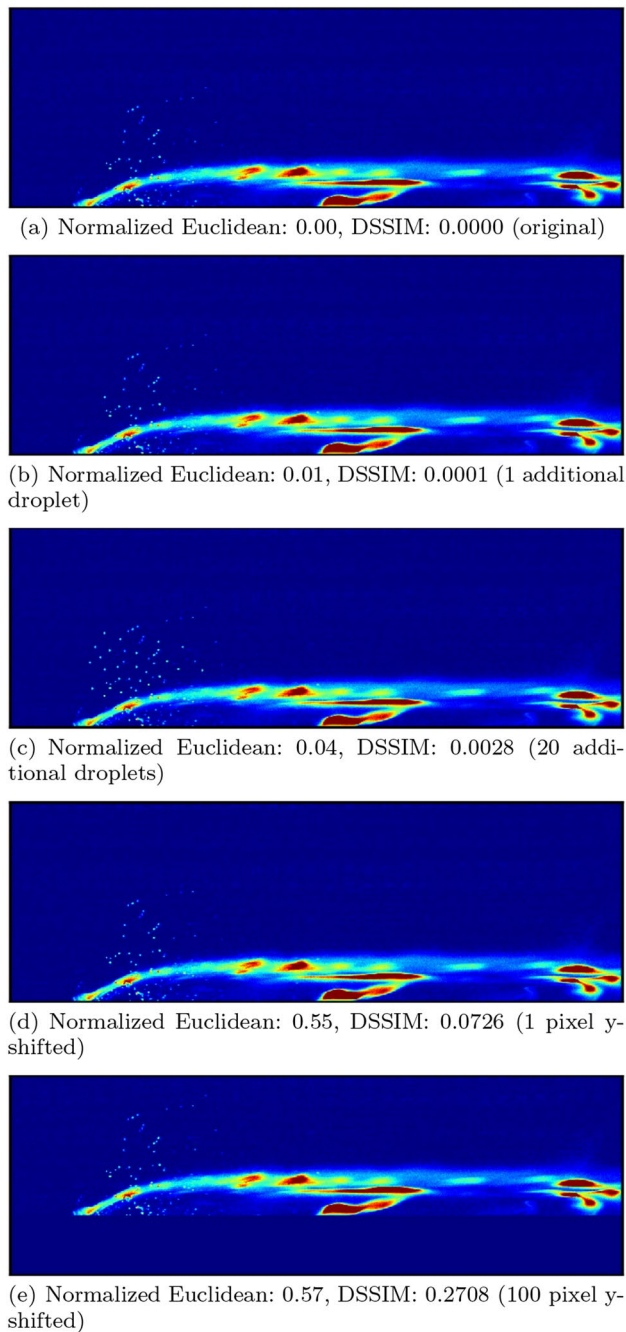 (a) Normalized Euclidean: 0.00, DSSIM: 0.0000 (original)
(b) Normalized Euclidean: 0.01, DSSIM: 0.0001 (1 additional
droplet)
(c) Normalized Euclidean: 0.04, DSSIM: 0.0028 (20 addi-
tional droplets)
(d) Normalized Euclidean: 0.55, DSSIM: 0.0726 (1 pixel y-
shifted)
(e) Normalized Euclidean: 0.57, DSSIM: 0.2708 (100 pixel y-
shifted)